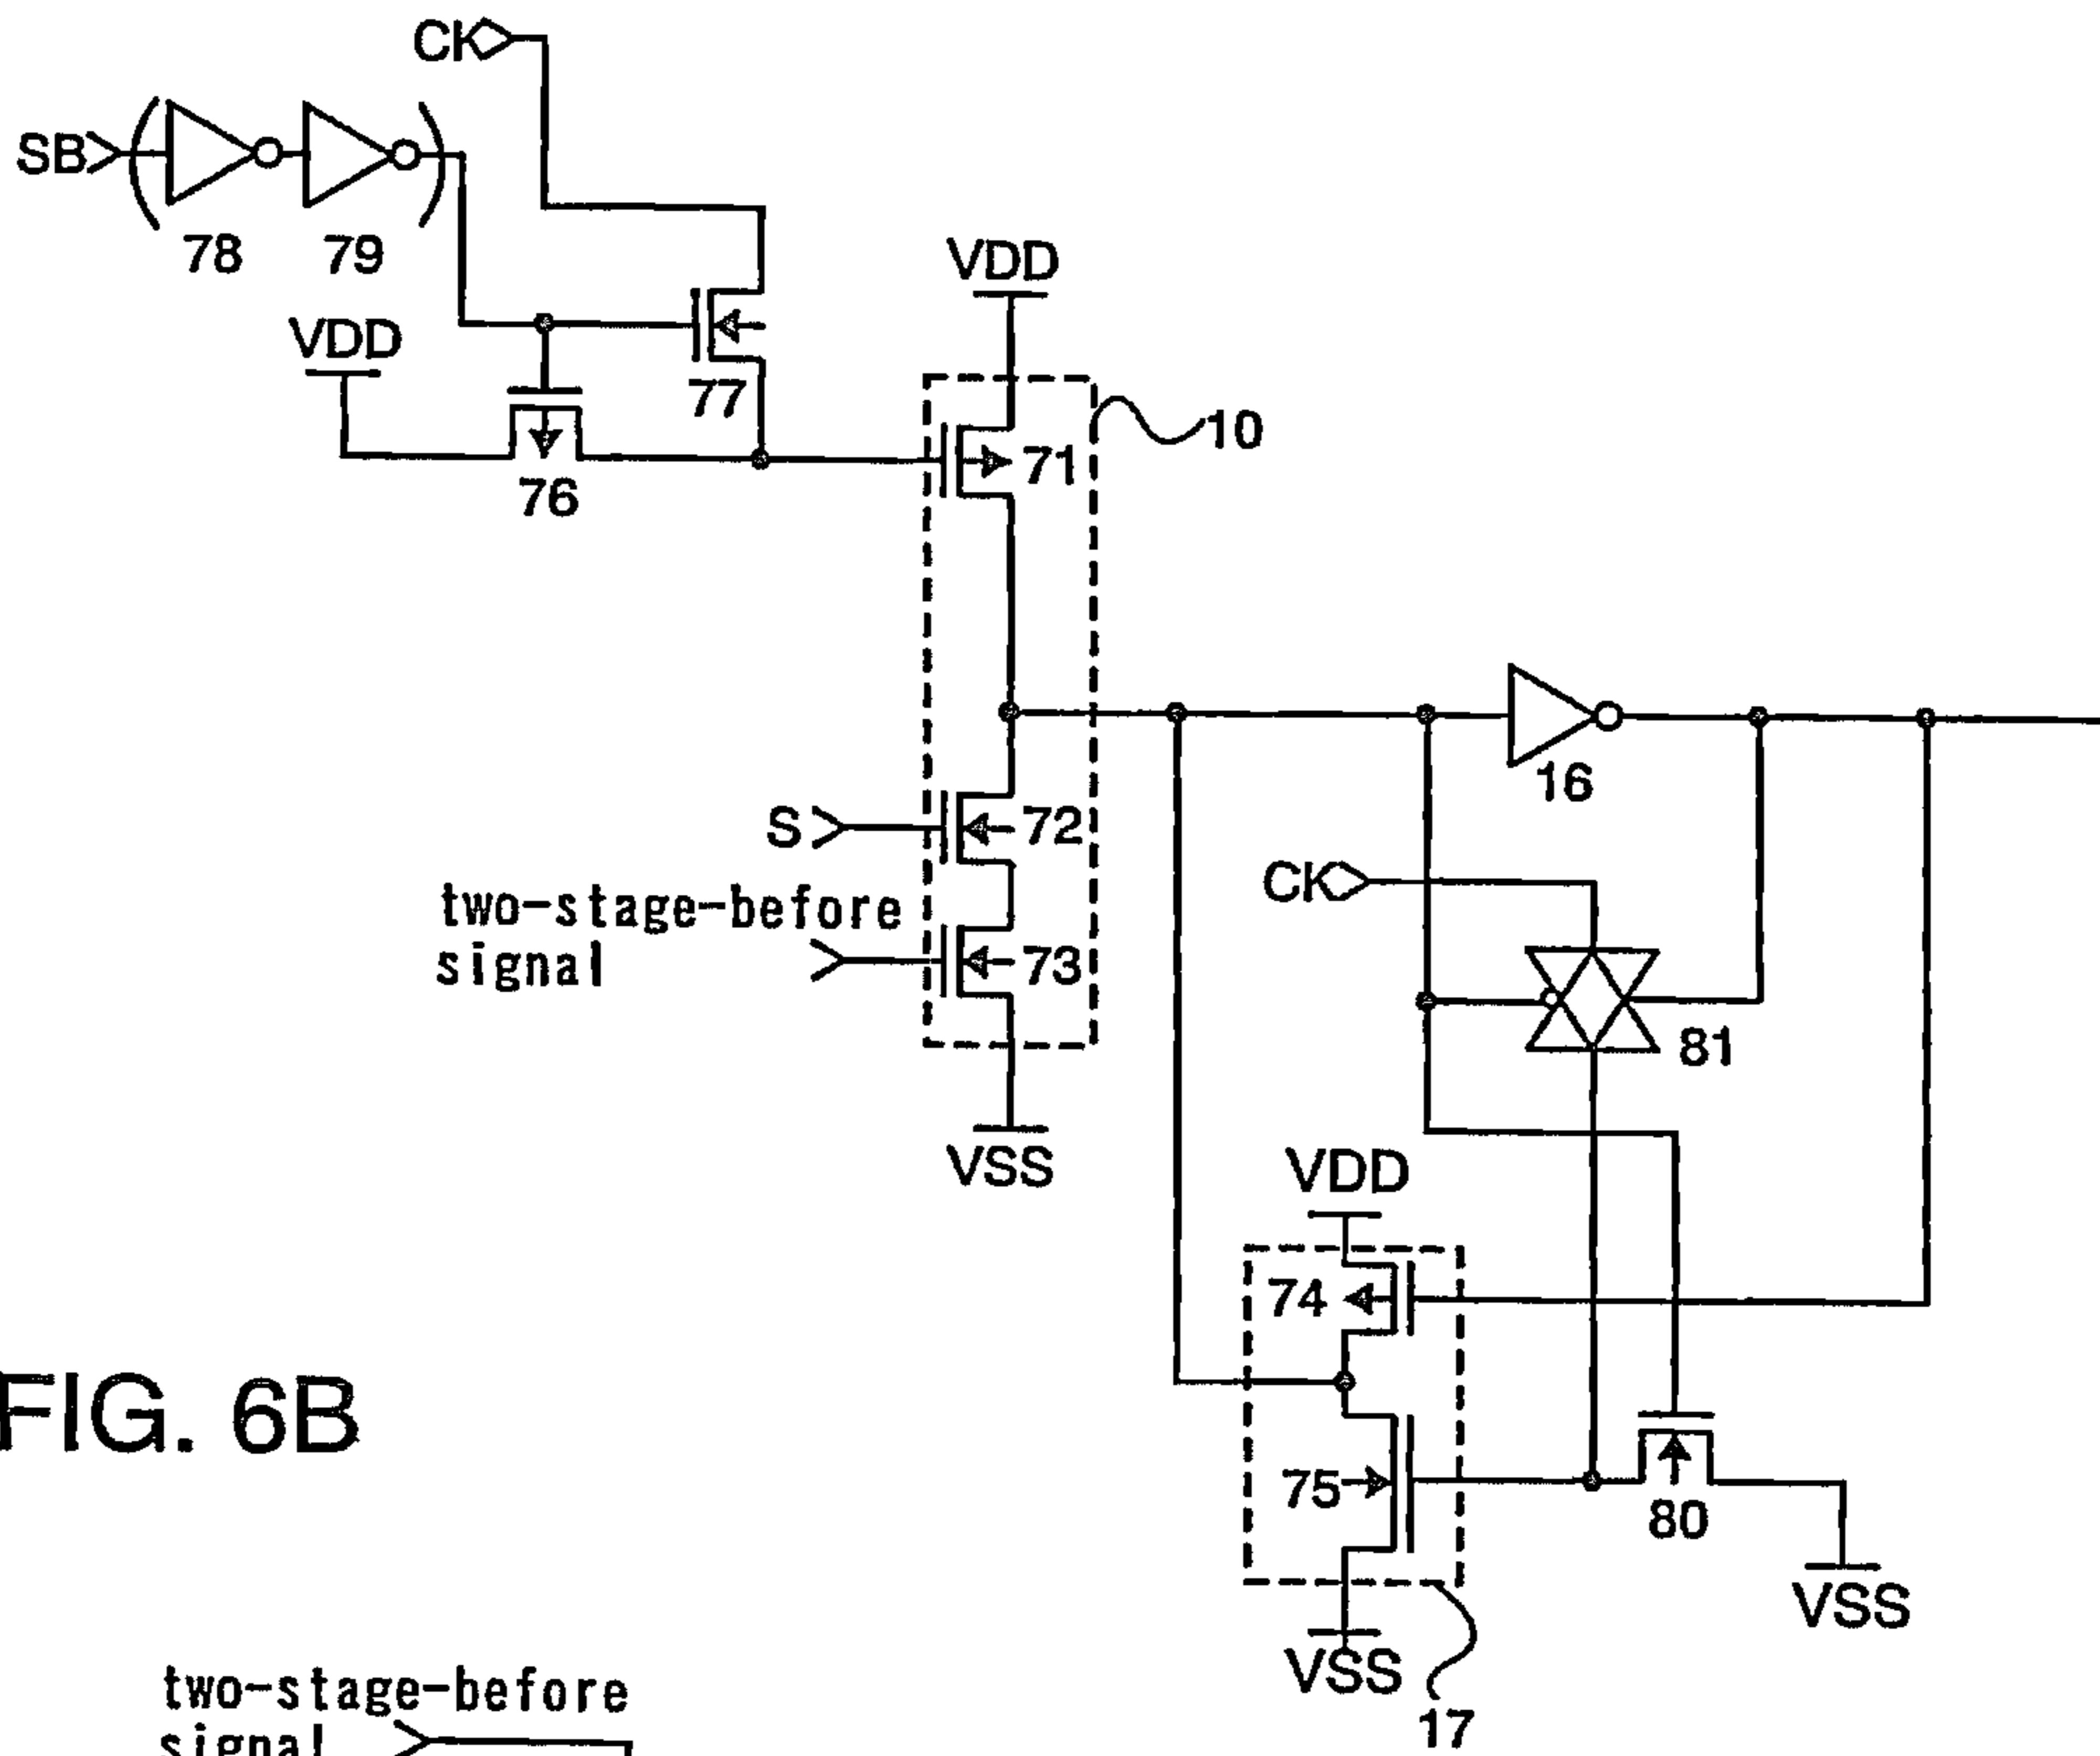 CK
SB
78
79
VDD
VDD
77
10
71
76
16
S
72
CK
two-stage-before
signal
73
81
VSS
VDD
74
FIG. 6B
75
80
VSS
VSS
17
two-stage-before
signal